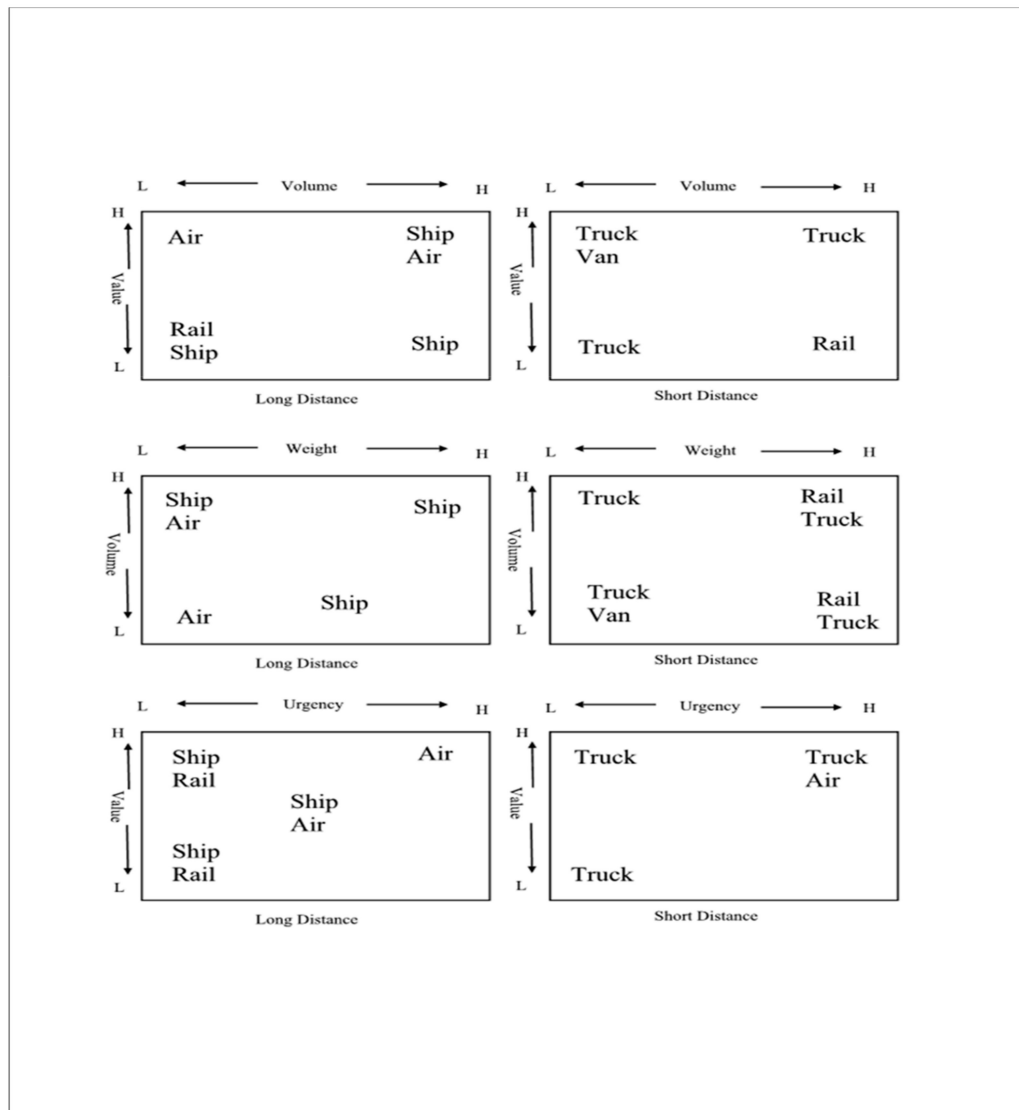 L Volume H
H
Air
Ship
Air
Value
Rail
Ship
Ship
L
Long Distance
L Volume H
H
Truck
Van
Truck
Value
Truck
Rail
L
Short Distance
L Weight H
H
Ship
Air
Ship
Volume
Air
Ship
L
Long Distance
L Weight H
H
Truck
Rail
Truck
Volume
Truck
Van
Rail
Truck
L
Short Distance
L Urgency H
H
Ship
Rail
Air
Ship
Air
Value
Ship
Rail
L
Long Distance
L Urgency H
H
Truck
Truck
Air
Value
Truck
L
Short Distance